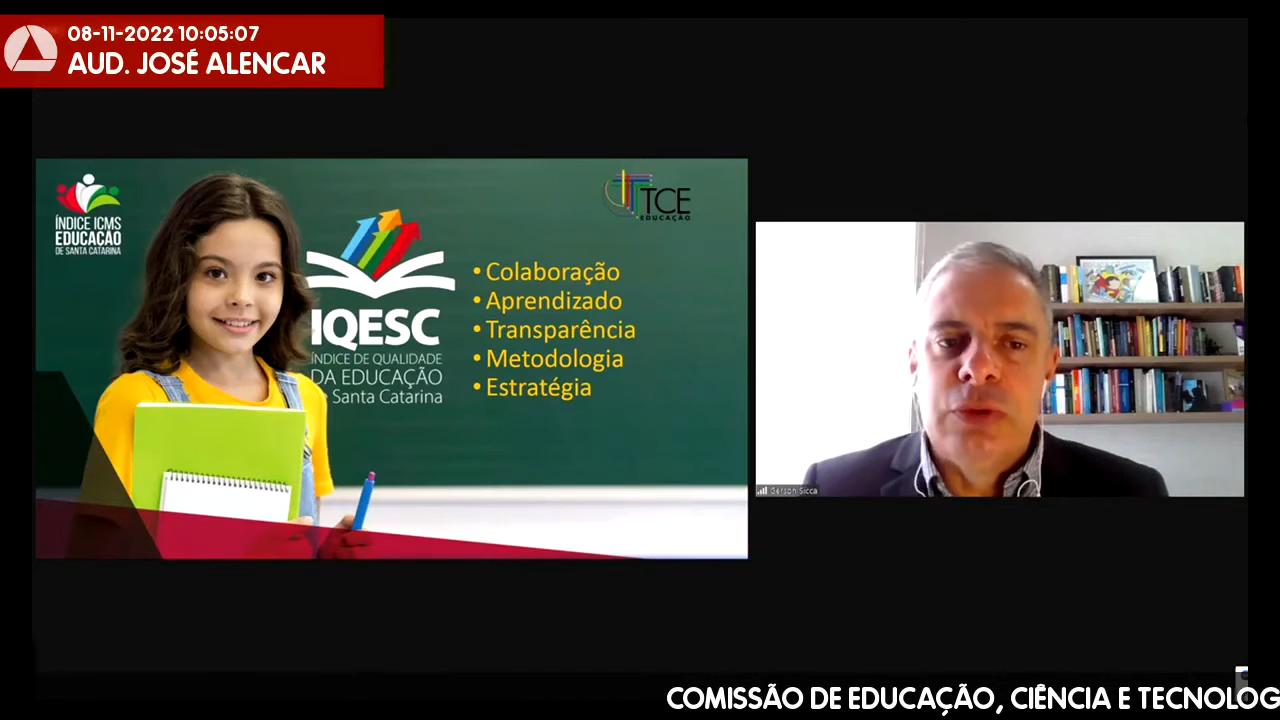 08-11-2022 10:05:07
AUD. JOSÉ ALENCAR
ÍNDICE ICMS
EDUCAÇÃO
DE SANTA CATARINA
TCE
EDUCAÇÃO
IQESC
ÍNDICE DE QUALIDADE
DA EDUCAÇÃO
Santa Catarina
• Colaboração
• Aprendizado
• Transparência
• Metodologia
• Estratégia
Gerson Sicca
COMISSÃO DE EDUCAÇÃO, CIÊNCIA E TECNOLOG